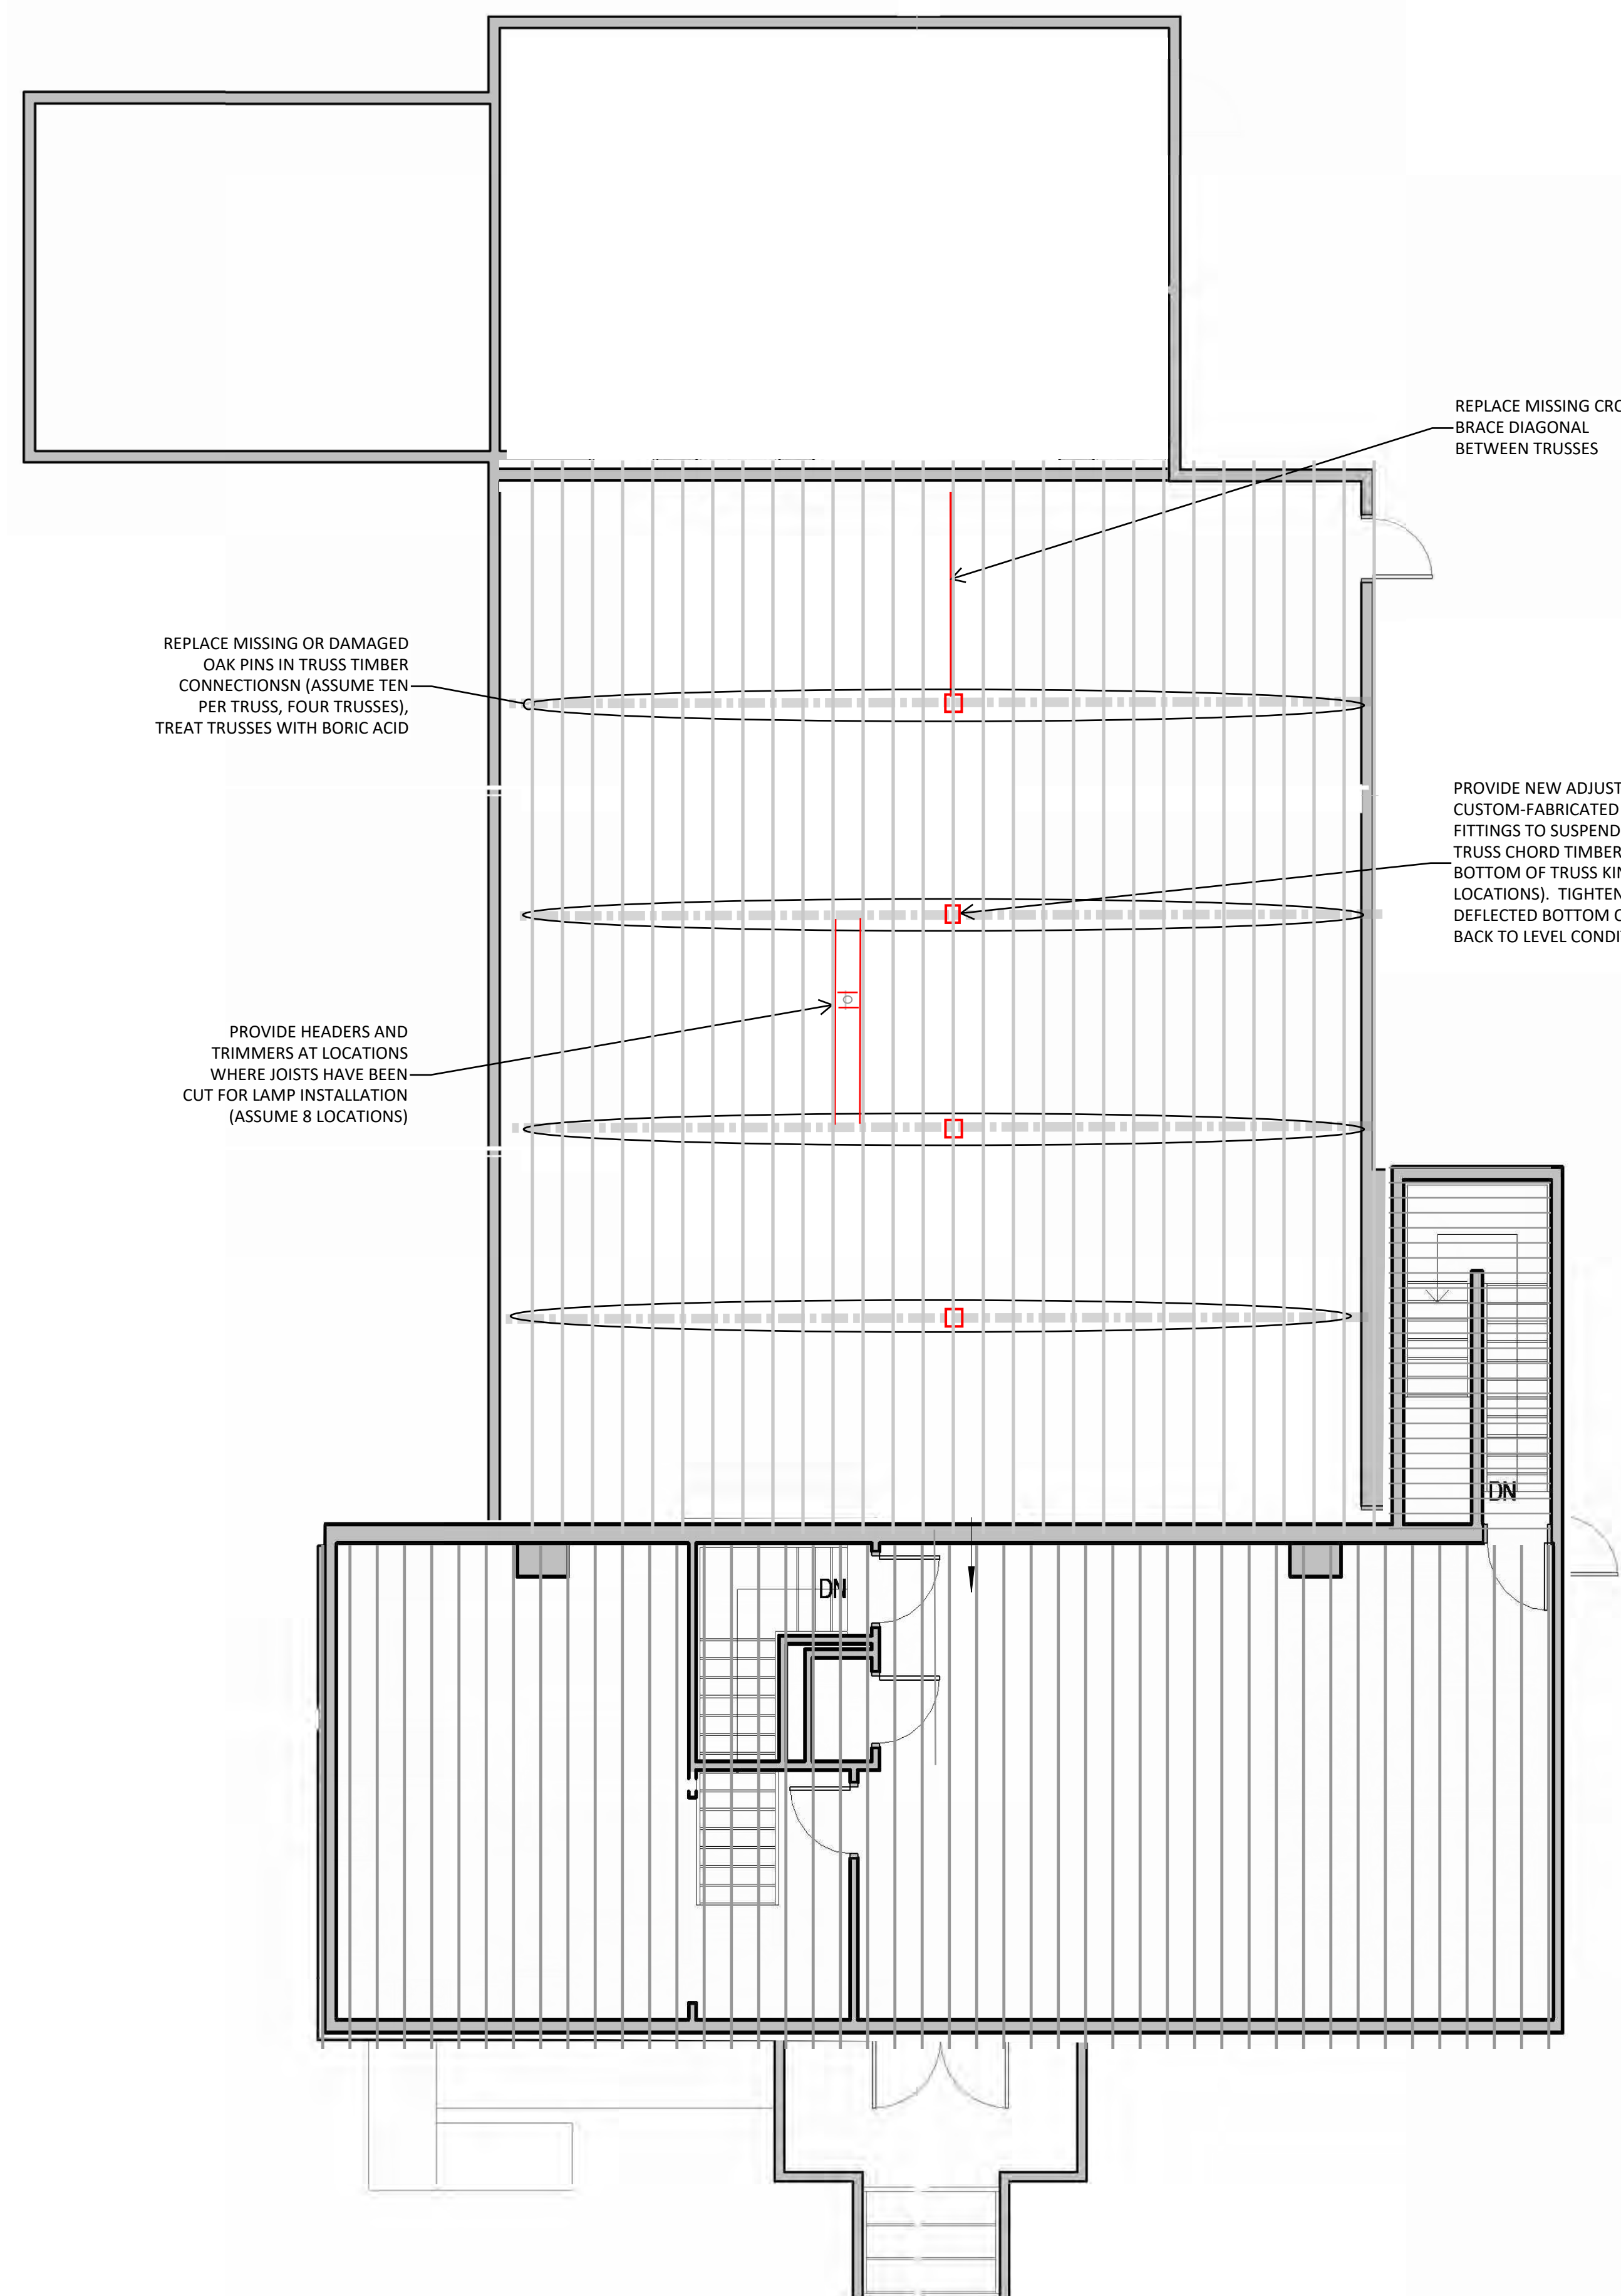 REPLACE MISSING CRO
BRACE DIAGONAL
BETWEEN TRUSSES
REPLACE MISSING OR DAMAGED
OAK PINS IN TRUSS TIMBER
CONNECTIONSN (ASSUME TEN
PER TRUSS, FOUR TRUSSES),
TREAT TRUSSES WITH BORIC ACID
PROVIDE NEW ADJUST
CUSTOM-FABRICATED
FITTINGS TO SUSPEND
TRUSS CHORD TIMBER
BOTTOM OF TRUSS KIN
LOCATIONS). TIGHTEN
DEFLECTED BOTTOM C
BACK TO LEVEL CONDI
PROVIDE HEADERS AND
TRIMMERS AT LOCATIONS
WHERE JOISTS HAVE BEEN
CUT FOR LAMP INSTALLATION
(ASSUME 8 LOCATIONS)
DN
DN